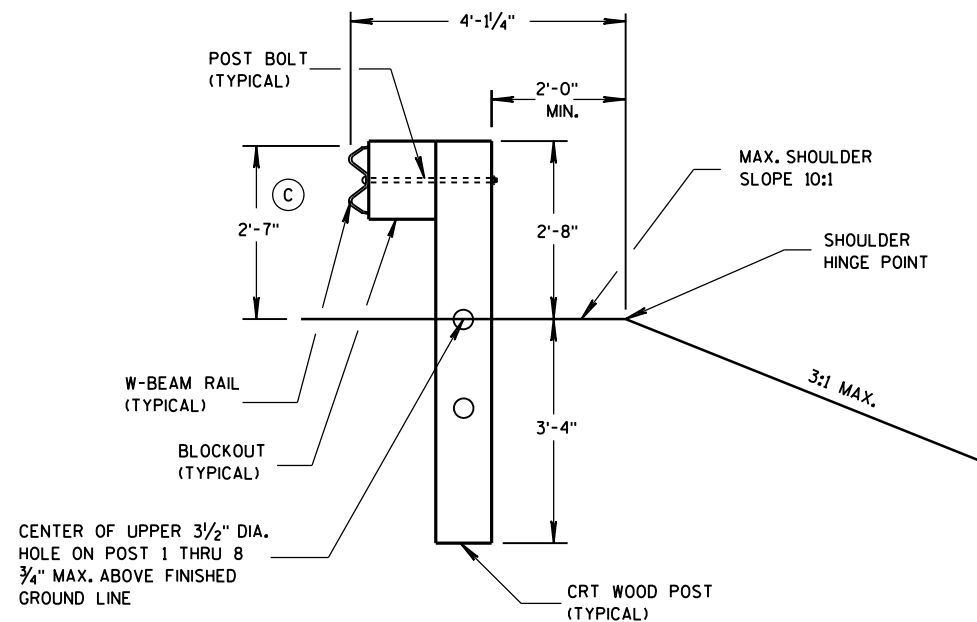 4'-1¼"
POST BOLT
(TYPICAL)
2'-0"
MIN.
MAX. SHOULDER
SLOPE 10:1
C
2'-7"
2'-8"
SHOULDER
HINGE POINT
W-BEAM RAIL
(TYPICAL)
3:1 MAX.
BLOCKOUT
(TYPICAL)
3'-4"
CENTER OF UPPER 3½" DIA.
HOLE ON POST 1 THRU 8
¾" MAX. ABOVE FINISHED
GROUND LINE
CRT WOOD POST
(TYPICAL)